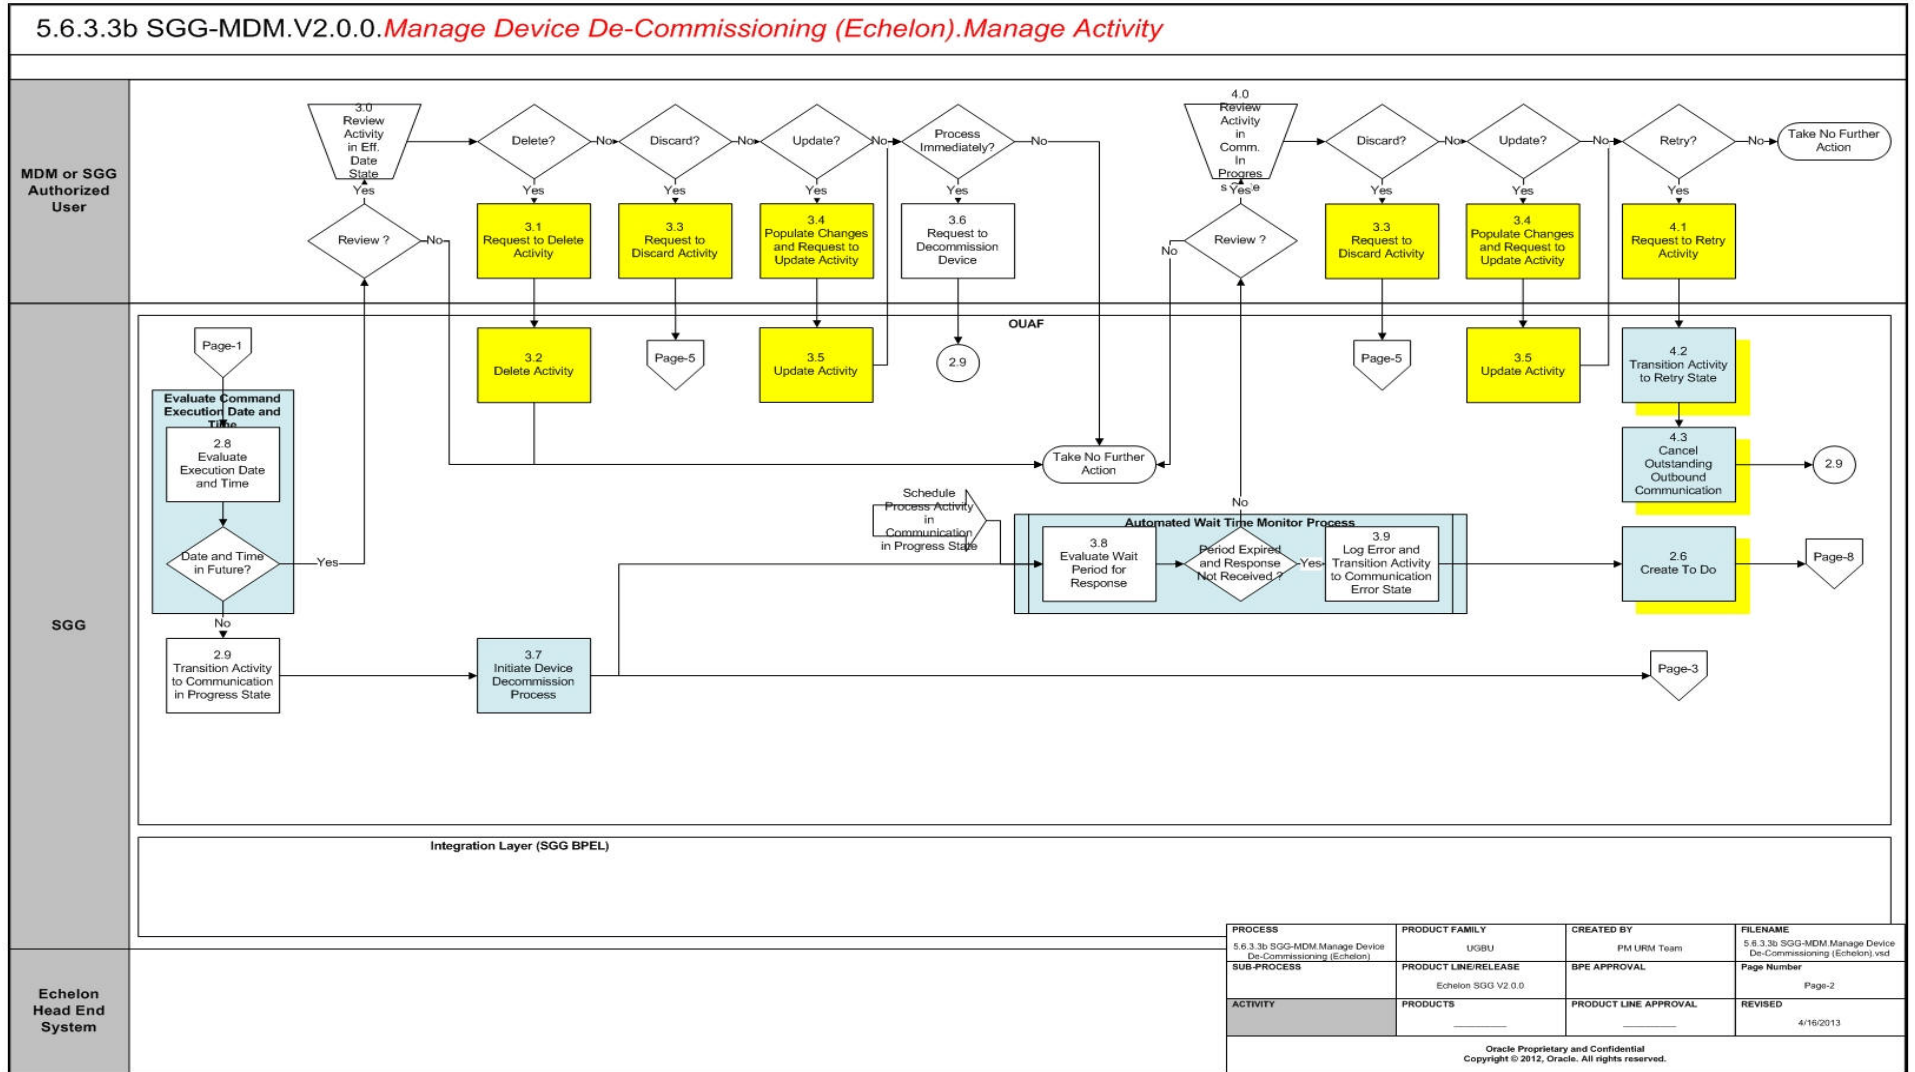 5.6.3.3b SGG-MDM.V2.0.0.Manage Device De-Commissioning (Echelon).Manage Activity
MDM or SGG
Authorized
User
3.0
Review
Activity
in Eff.
Date
State
Delete?
No
Discard?
No
Update?
No
Process
Immediately?
No
4.0
Review
Activity
in
Comm.
In
Progres
Discard?
No
Update?
No
Retry?
No
Take No Further
Action
Yes
Yes
Yes
Yes
Yes
Yes
Yes
Yes
Yes
Review ?
No
3.1
Request to Delete
Activity
3.3
Request to
Discard Activity
3.4
Populate Changes
and Request to
Update Activity
3.6
Request to
Decommission
Device
No
Review ?
3.3
Request to
Discard Activity
3.4
Populate Changes
and Request to
Update Activity
4.1
Request to Retry
Activity
SGG
OUAF
Page-1
3.2
Delete Activity
Page-5
3.5
Update Activity
2.9
Page-5
3.5
Update Activity
4.2
Transition Activity
to Retry State
Evaluate Command
Execution Date and
Time
2.8
Evaluate
Execution Date
and Time
Take No Further
Action
4.3
Cancel
Outstanding
Outbound
Communication
2.9
Date and Time
in Future?
Yes
No
Schedule
Process Activity
in
Communication
in Progress State
No
Automated Wait Time Monitor Process
3.8
Evaluate Wait
Period for
Response
Period Expired
and Response
Not Received ?
Yes
3.9
Log Error and
Transition Activity
to Communication
Error State
2.6
Create To Do
Page-8
2.9
Transition Activity
to Communication
in Progress State
3.7
Initiate Device
Decommission
Process
Page-3
Integration Layer (SGG BPEL)
Echelon
Head End
System
PROCESS
5.6.3.3b SGG-MDM.Manage Device
De-Commissioning (Echelon)
PRODUCT FAMILY
UGBU
CREATED BY
PM URM Team
FILENAME
5.6.3.3b SGG-MDM.Manage Device
De-Commissioning (Echelon).vsd
SUB-PROCESS
PRODUCT LINE/RELEASE
Echelon SGG V2.0.0
BPE APPROVAL
Page Number
Page-2
ACTIVITY
PRODUCTS
PRODUCT LINE APPROVAL
REVISED
4/16/2013
Oracle Proprietary and Confidential
Copyright © 2012, Oracle. All rights reserved.